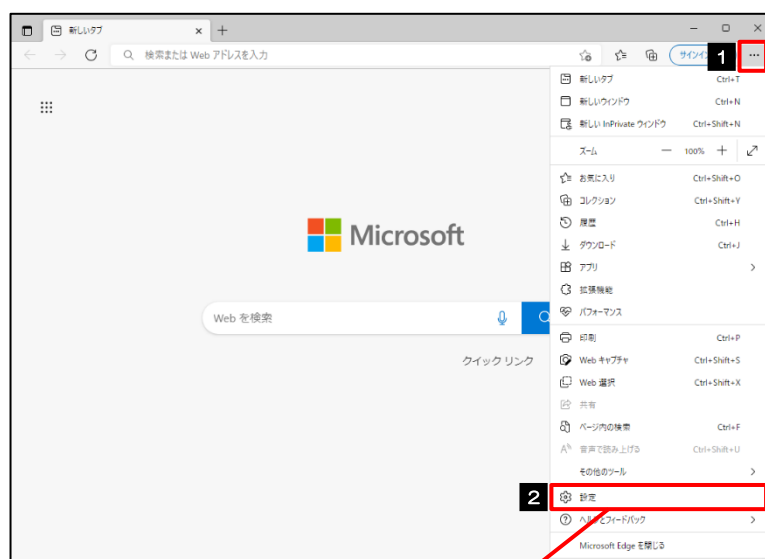 新しいタブ
検索または Web アドレスを入力
サインイン
1
新しいタブ Ctrl+T
新しいウィンドウ Ctrl+N
新しい InPrivate ウィンドウ Ctrl+Shift+N
ズーム 100%
お気に入り Ctrl+Shift+O
コレクション Ctrl+Shift+Y
履歴 Ctrl+H
ダウンロード Ctrl+J
アプリ
拡張機能
パフォーマンス
Microsoft
Web を検索
クイック リンク
印刷 Ctrl+P
Web キャプチャ Ctrl+Shift+S
Web 選択 Ctrl+Shift+X
共有
ページ内の検索 Ctrl+F
音声で読み上げる Ctrl+Shift+U
その他のツール
2 設定
ヘルプとフィードバック
Microsoft Edge を閉じる